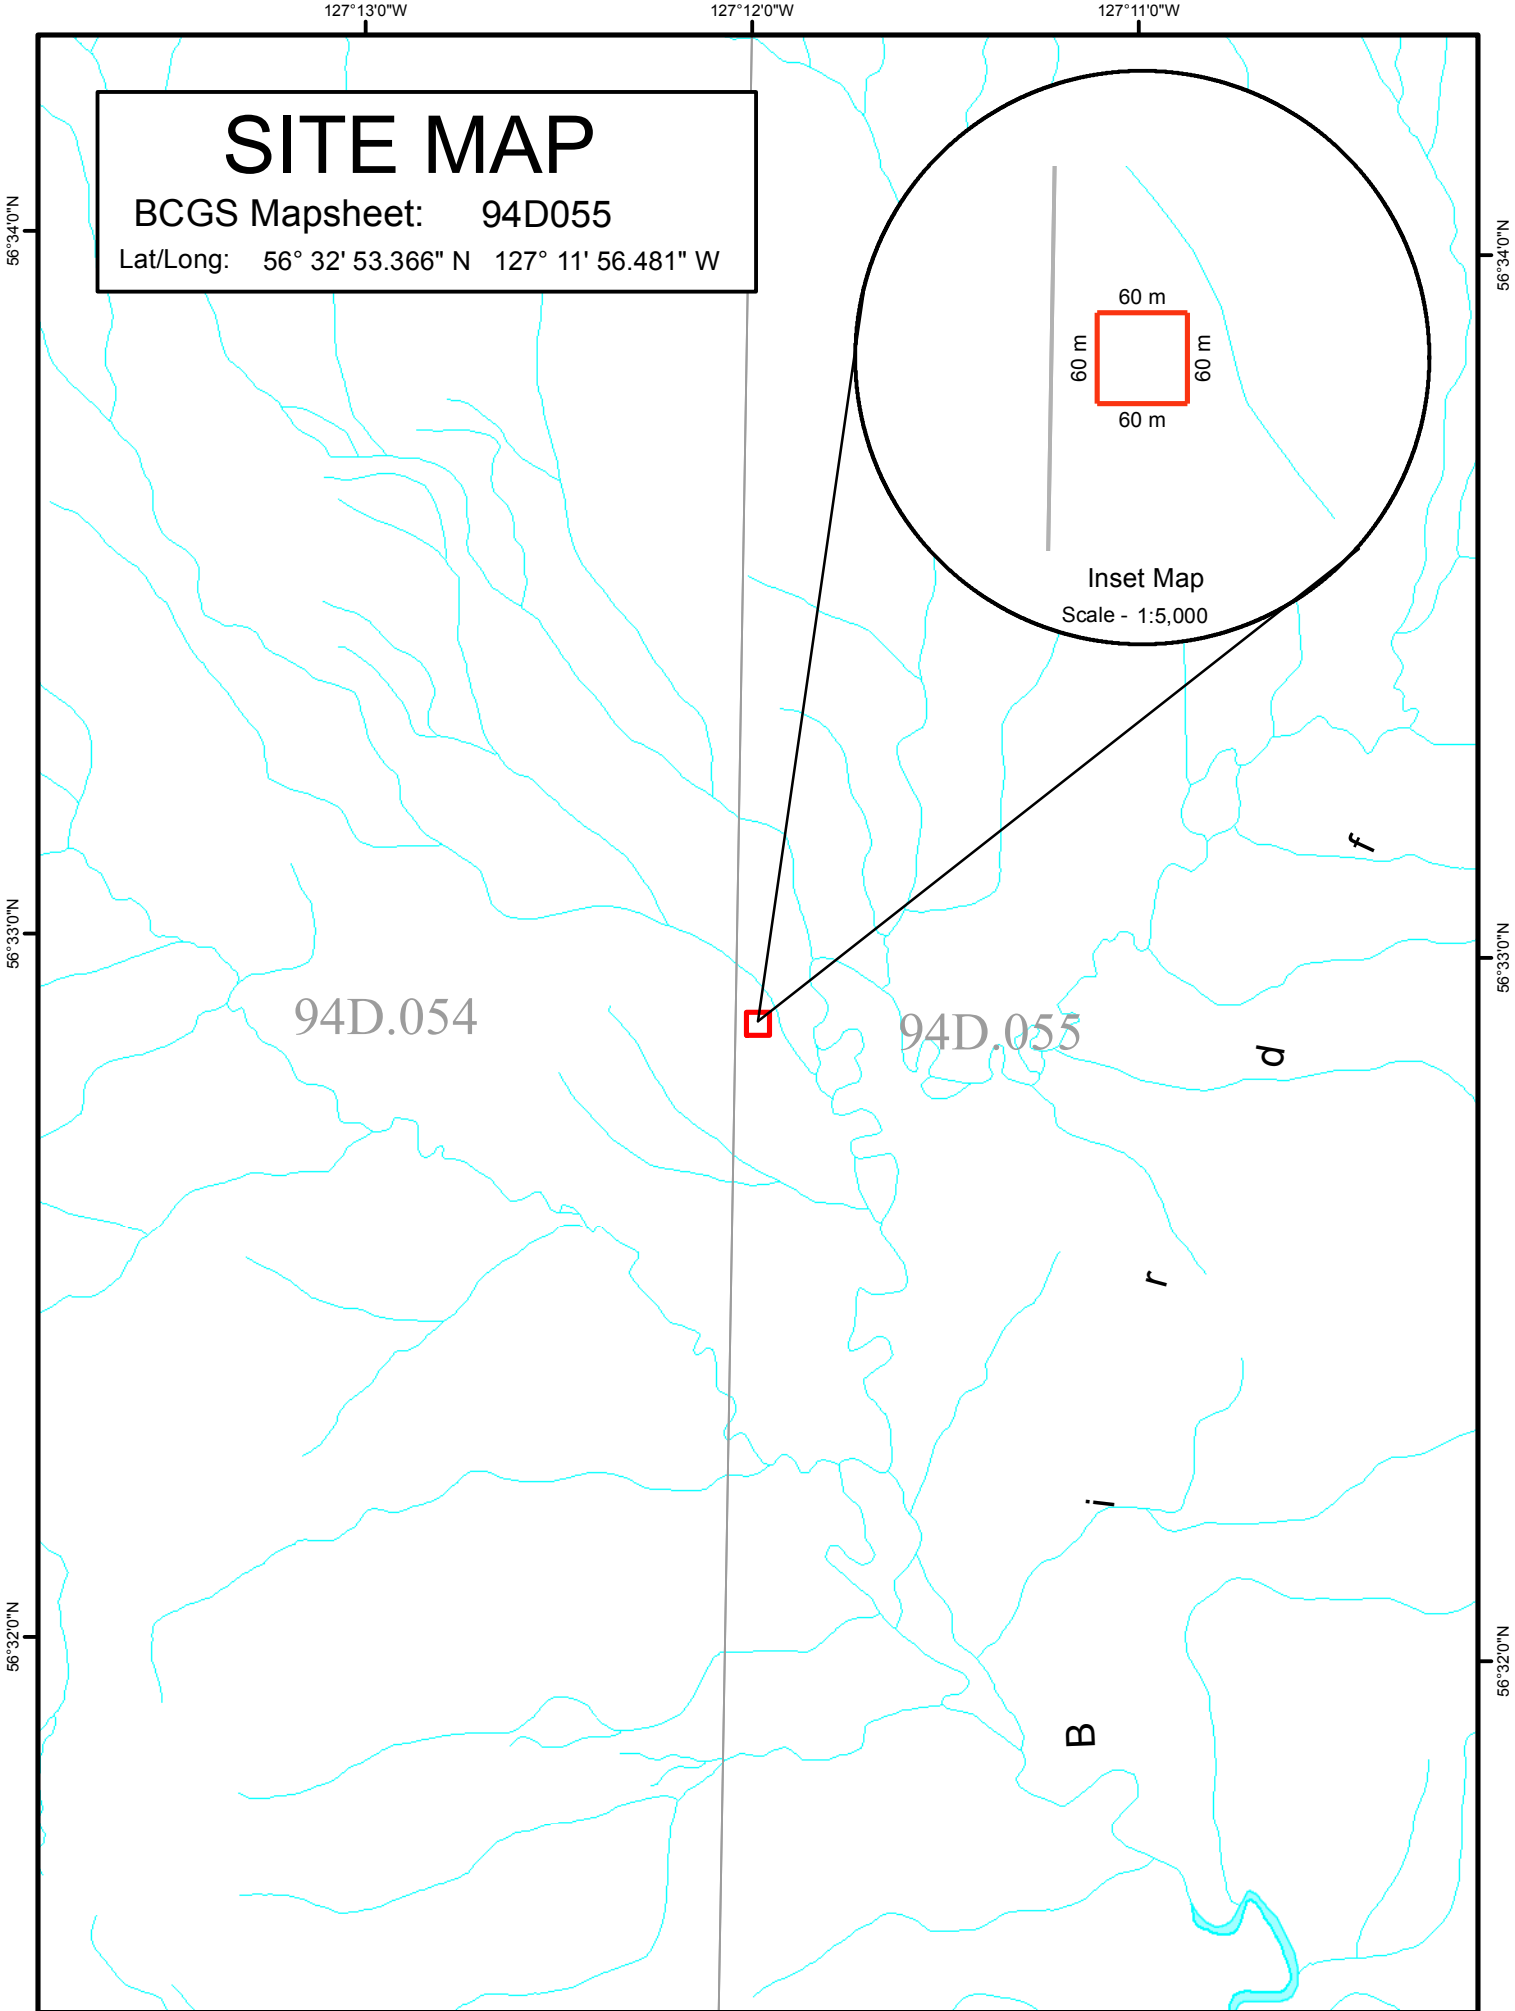 127°13'0"W 127°12'0"W 127°11'0"W
SITE MAP
BCGS Mapsheet: 94D055
Lat/Long: 56° 32' 53.366" N 127° 11' 56.481" W
56°34'0"N
56°34'0"N
60 m
60 m
60 m
60 m
Inset Map
Scale - 1:5,000
56°33'0"N
56°33'0"N
94D.054
94D.055
B i r d f
56°32'0"N
56°32'0"N